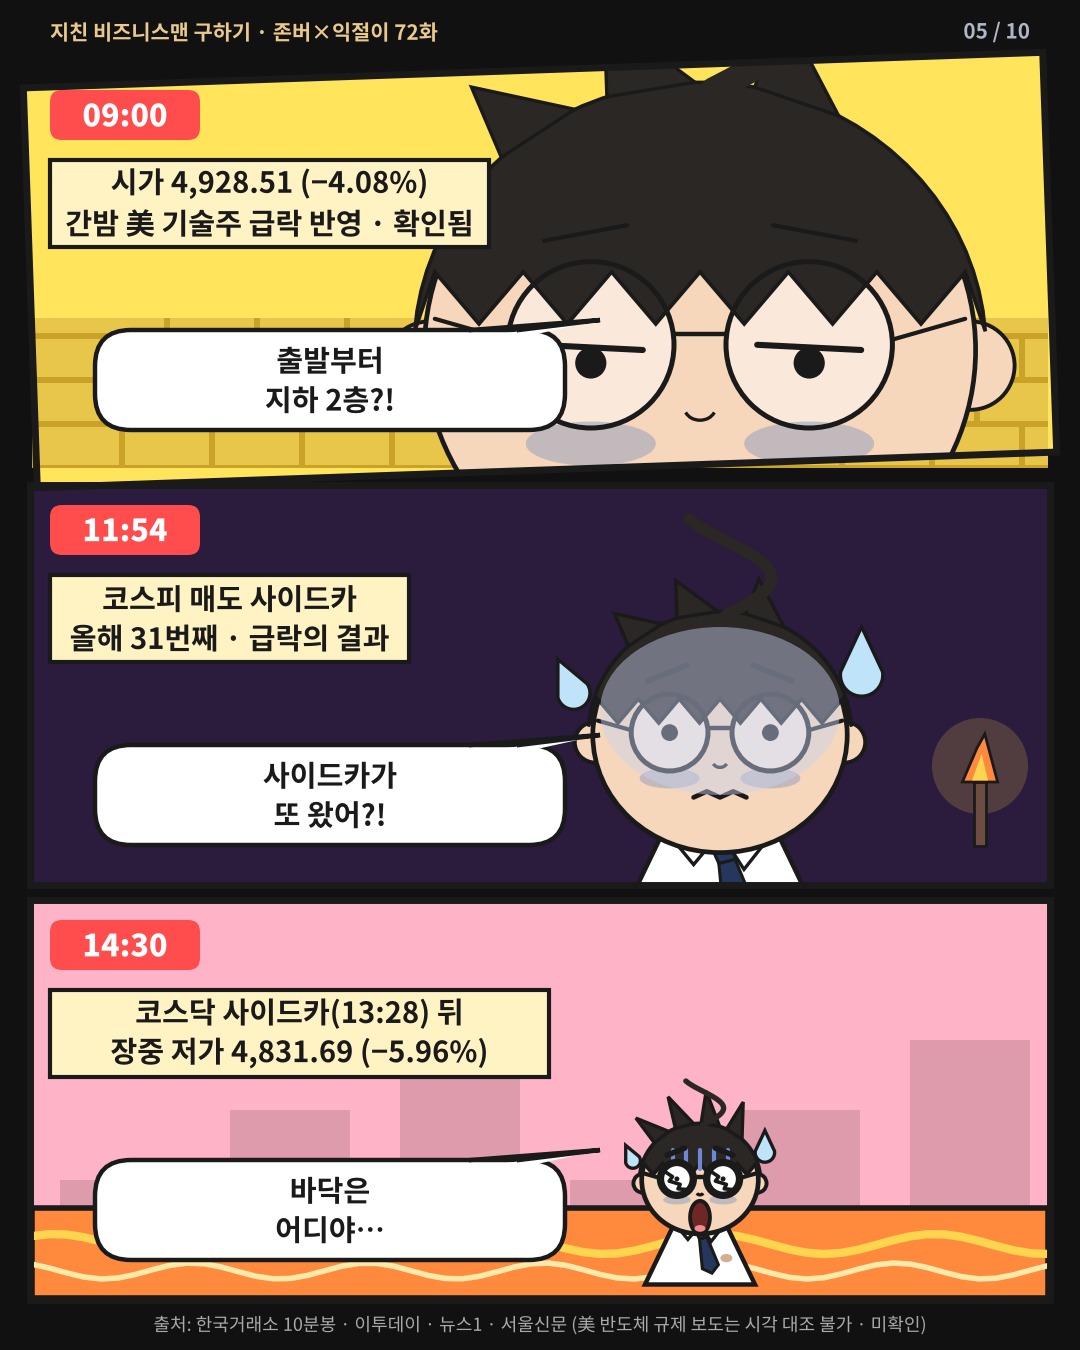 지친 비즈니스맨 구하기 · 존버×익절이 72화
05 / 10
09:00
시가 4,928.51 (−4.08%)
간밤 美 기술주 급락 반영 · 확인됨
출발부터
지하 2층?!
11:54
코스피 매도 사이드카
올해 31번째 · 급락의 결과
사이드카가
또 왔어?!
14:30
코스닥 사이드카(13:28) 뒤
장중 저가 4,831.69 (−5.96%)
바닥은
어디야…
출처: 한국거래소 10분봉 · 이투데이 · 뉴스1 · 서울신문 (美 반도체 규제 보도는 시각 대조 불가 · 미확인)